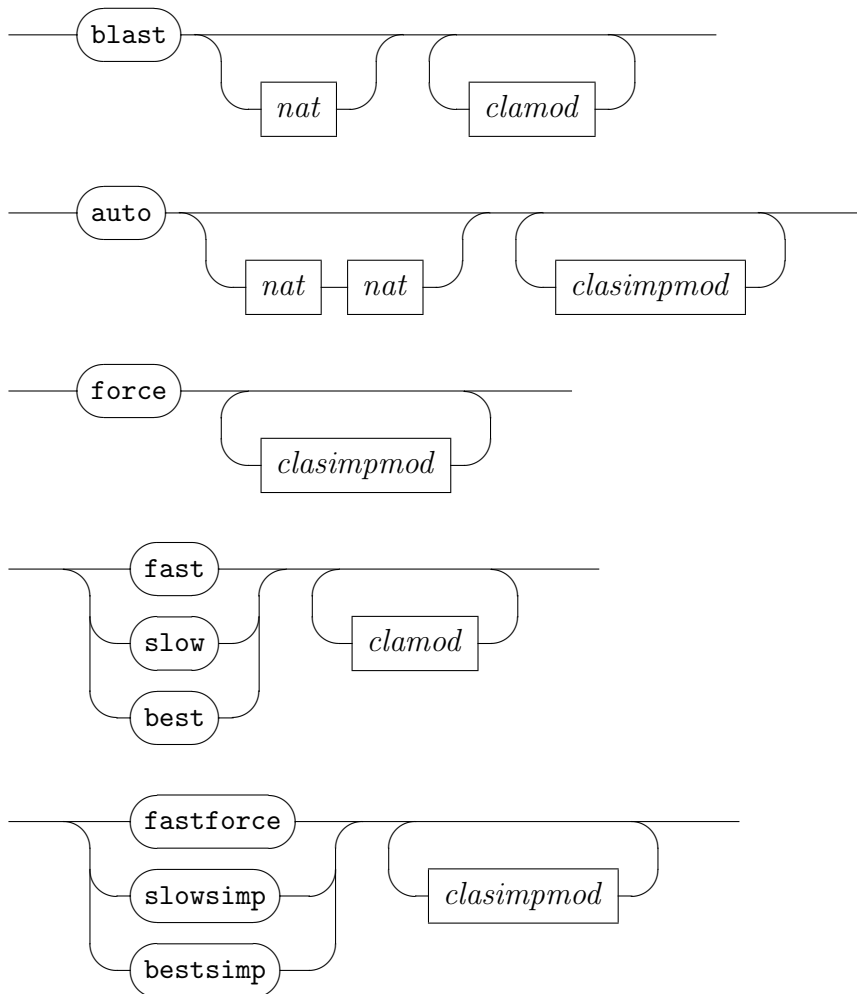 blast
nat clamod
auto
nat nat clasimpmod
force
clasimpmod
fast
slow clamod
best
fastforce
slowsimp clasimpmod
bestsimp